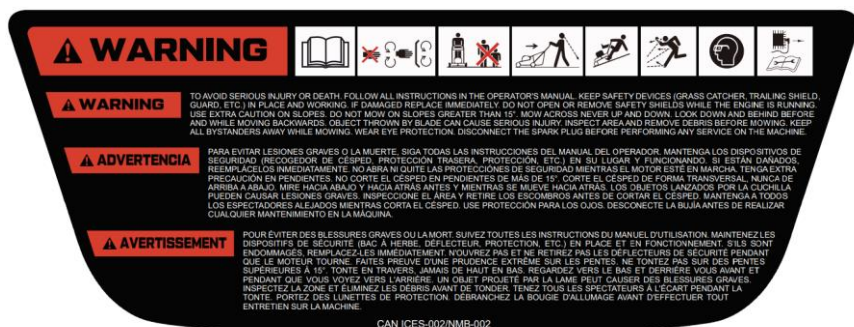 WARNING
WARNING
TO AVOID SERIOUS INJURY OR DEATH. FOLLOW ALL INSTRUCTIONS IN THE OPERATOR'S MANUAL. KEEP SAFETY DEVICES (GRASS CATCHER, TRAILING SHIELD,
GUARD, ETC.) IN PLACE AND WORKING. IF DAMAGED REPLACE IMMEDIATELY. DO NOT OPEN OR REMOVE SAFETY SHIELDS WHILE THE ENGINE IS RUNNING.
USE EXTRA CAUTION ON SLOPES. DO NOT MOW ON SLOPES GREATER THAN 15°. MOW ACROSS NEVER UP AND DOWN. LOOK DOWN AND BEHIND BEFORE
AND WHILE MOVING BACKWARDS. OBJECT THROWN BY BLADE CAN CAUSE SERIOUS INJURY. INSPECT AREA AND REMOVE DEBRIS BEFORE MOWING. KEEP
ALL BYSTANDERS AWAY WHILE MOWING. WEAR EYE PROTECTION. DISCONNECT THE SPARK PLUG BEFORE PERFORMING ANY SERVICE ON THE MACHINE.
ADVERTENCIA
PARA EVITAR LESIONES GRAVES O LA MUERTE, SIGA TODAS LAS INSTRUCCIONES DEL MANUAL DEL OPERADOR. MANTENGA LOS DISPOSITIVOS DE
SEGURIDAD (RECOGEDOR DE CÉSPED, PROTECCIÓN TRASERA, PROTECCIÓN, ETC.) EN SU LUGAR Y FUNCIONANDO. SI ESTÁN DAÑADOS,
REEMPLÁCELOS INMEDIATAMENTE. NO ABRA NI QUITE LAS PROTECCIÓNES DE SEGURIDAD MIENTRAS EL MOTOR ESTÉ EN MARCHA. TENGA EXTRA
PRECAUCIÓN EN PENDIENTES. NO CORTE EL CÉSPED EN PENDIENTES DE MÁS DE 15°. CORTE EL CÉSPED DE FORMA TRANSVERSAL, NUNCA DE
ARRIBA A ABAJO. MIRE HACIA ABAJO Y HACIA ATRÁS ANTES Y MIENTRAS SE MUEVE HACIA ATRÁS. LOS OBJETOS LANZADOS POR LA CUCHILLA
PUEDEN CAUSAR LESIONES GRAVES. INSPECCIONE EL ÁREA Y RETIRE LOS ESCOMBROS ANTES DE CORTAR EL CÉSPED. MANTENGA A TODOS
LOS ESPECTADORES ALEJADOS MIENTRAS CORTA EL CÉSPED. USE PROTECCIÓN PARA LOS OJOS. DESCONECTE LA BUJÍA ANTES DE REALIZAR
CUALQUIER MANTENIMIENTO EN LA MÁQUINA.
AVERTISSEMENT
POUR ÉVITER DES BLESSURES GRAVES OU LA MORT. SUIVEZ TOUTES LES INSTRUCTIONS DU MANUEL D'UTILISATION. MAINTENEZ LES
DISPOSITIFS DE SÉCURITÉ (BAC À HERBE, DÉFLECTEUR, PROTECTION, ETC.) EN PLACE ET EN FONCTIONNEMENT. S'ILS SONT
ENDOMMAGÉS, REMPLACEZ-LES IMMÉDIATEMENT. N'OUVREZ PAS ET NE RETIREZ PAS LES DÉFLECTEURS DE SÉCURITÉ PENDANT
QUE LE MOTEUR TOURNE. FAITES PREUVE D'UNE PRUDENCE EXTRÊME SUR LES PENTES. NE TONTEZ PAS SUR DES PENTES
SUPÉRIEURES À 15°. TONTE EN TRAVERS, JAMAIS DE HAUT EN BAS. REGARDEZ VERS LE BAS ET DERRIÈRE VOUS AVANT ET
PENDANT QUE VOUS VOYEZ VERS L'ARRIÈRE. UN OBJET PROJETÉ PAR LA LAME PEUT CAUSER DES BLESSURES GRAVES.
INSPECTEZ LA ZONE ET ÉLIMINEZ LES DÉBRIS AVANT DE TONDER. TENEZ TOUS LES SPECTATEURS À L'ÉCART PENDANT LA
TONTE. PORTEZ DES LUNETTES DE PROTECTION. DÉBRANCHEZ LA BOUGIE D'ALLUMAGE AVANT D'EFFECTUER TOUT
ENTRETIEN SUR LA MACHINE.
CAN ICES-002/NMB-002